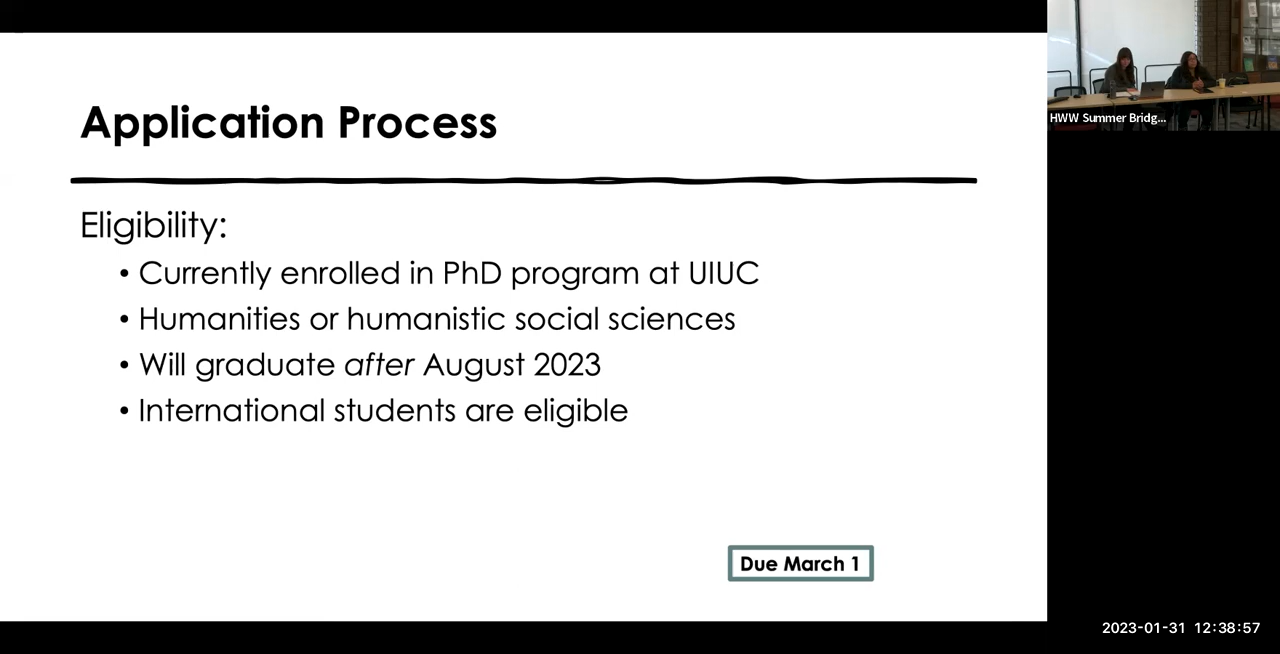 Application Process
Eligibility:
• Currently enrolled in PhD program at UIUC
• Humanities or humanistic social sciences
• Will graduate after August 2023
• International students are eligible
Due March 1
HWW Summer Bridg...
2023-01-31 12:38:57